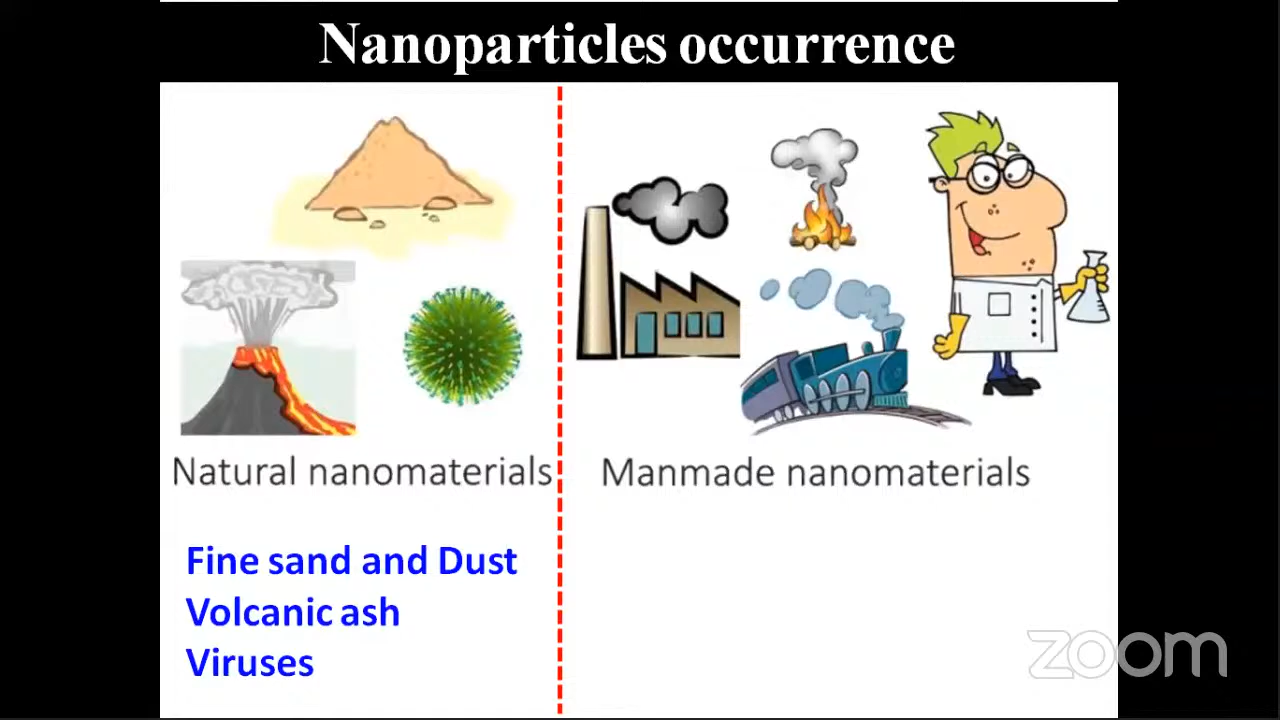 Nanoparticles occurrence
Natural nanomaterials
Manmade nanomaterials
Fine sand and Dust
Volcanic ash
Viruses
zoom